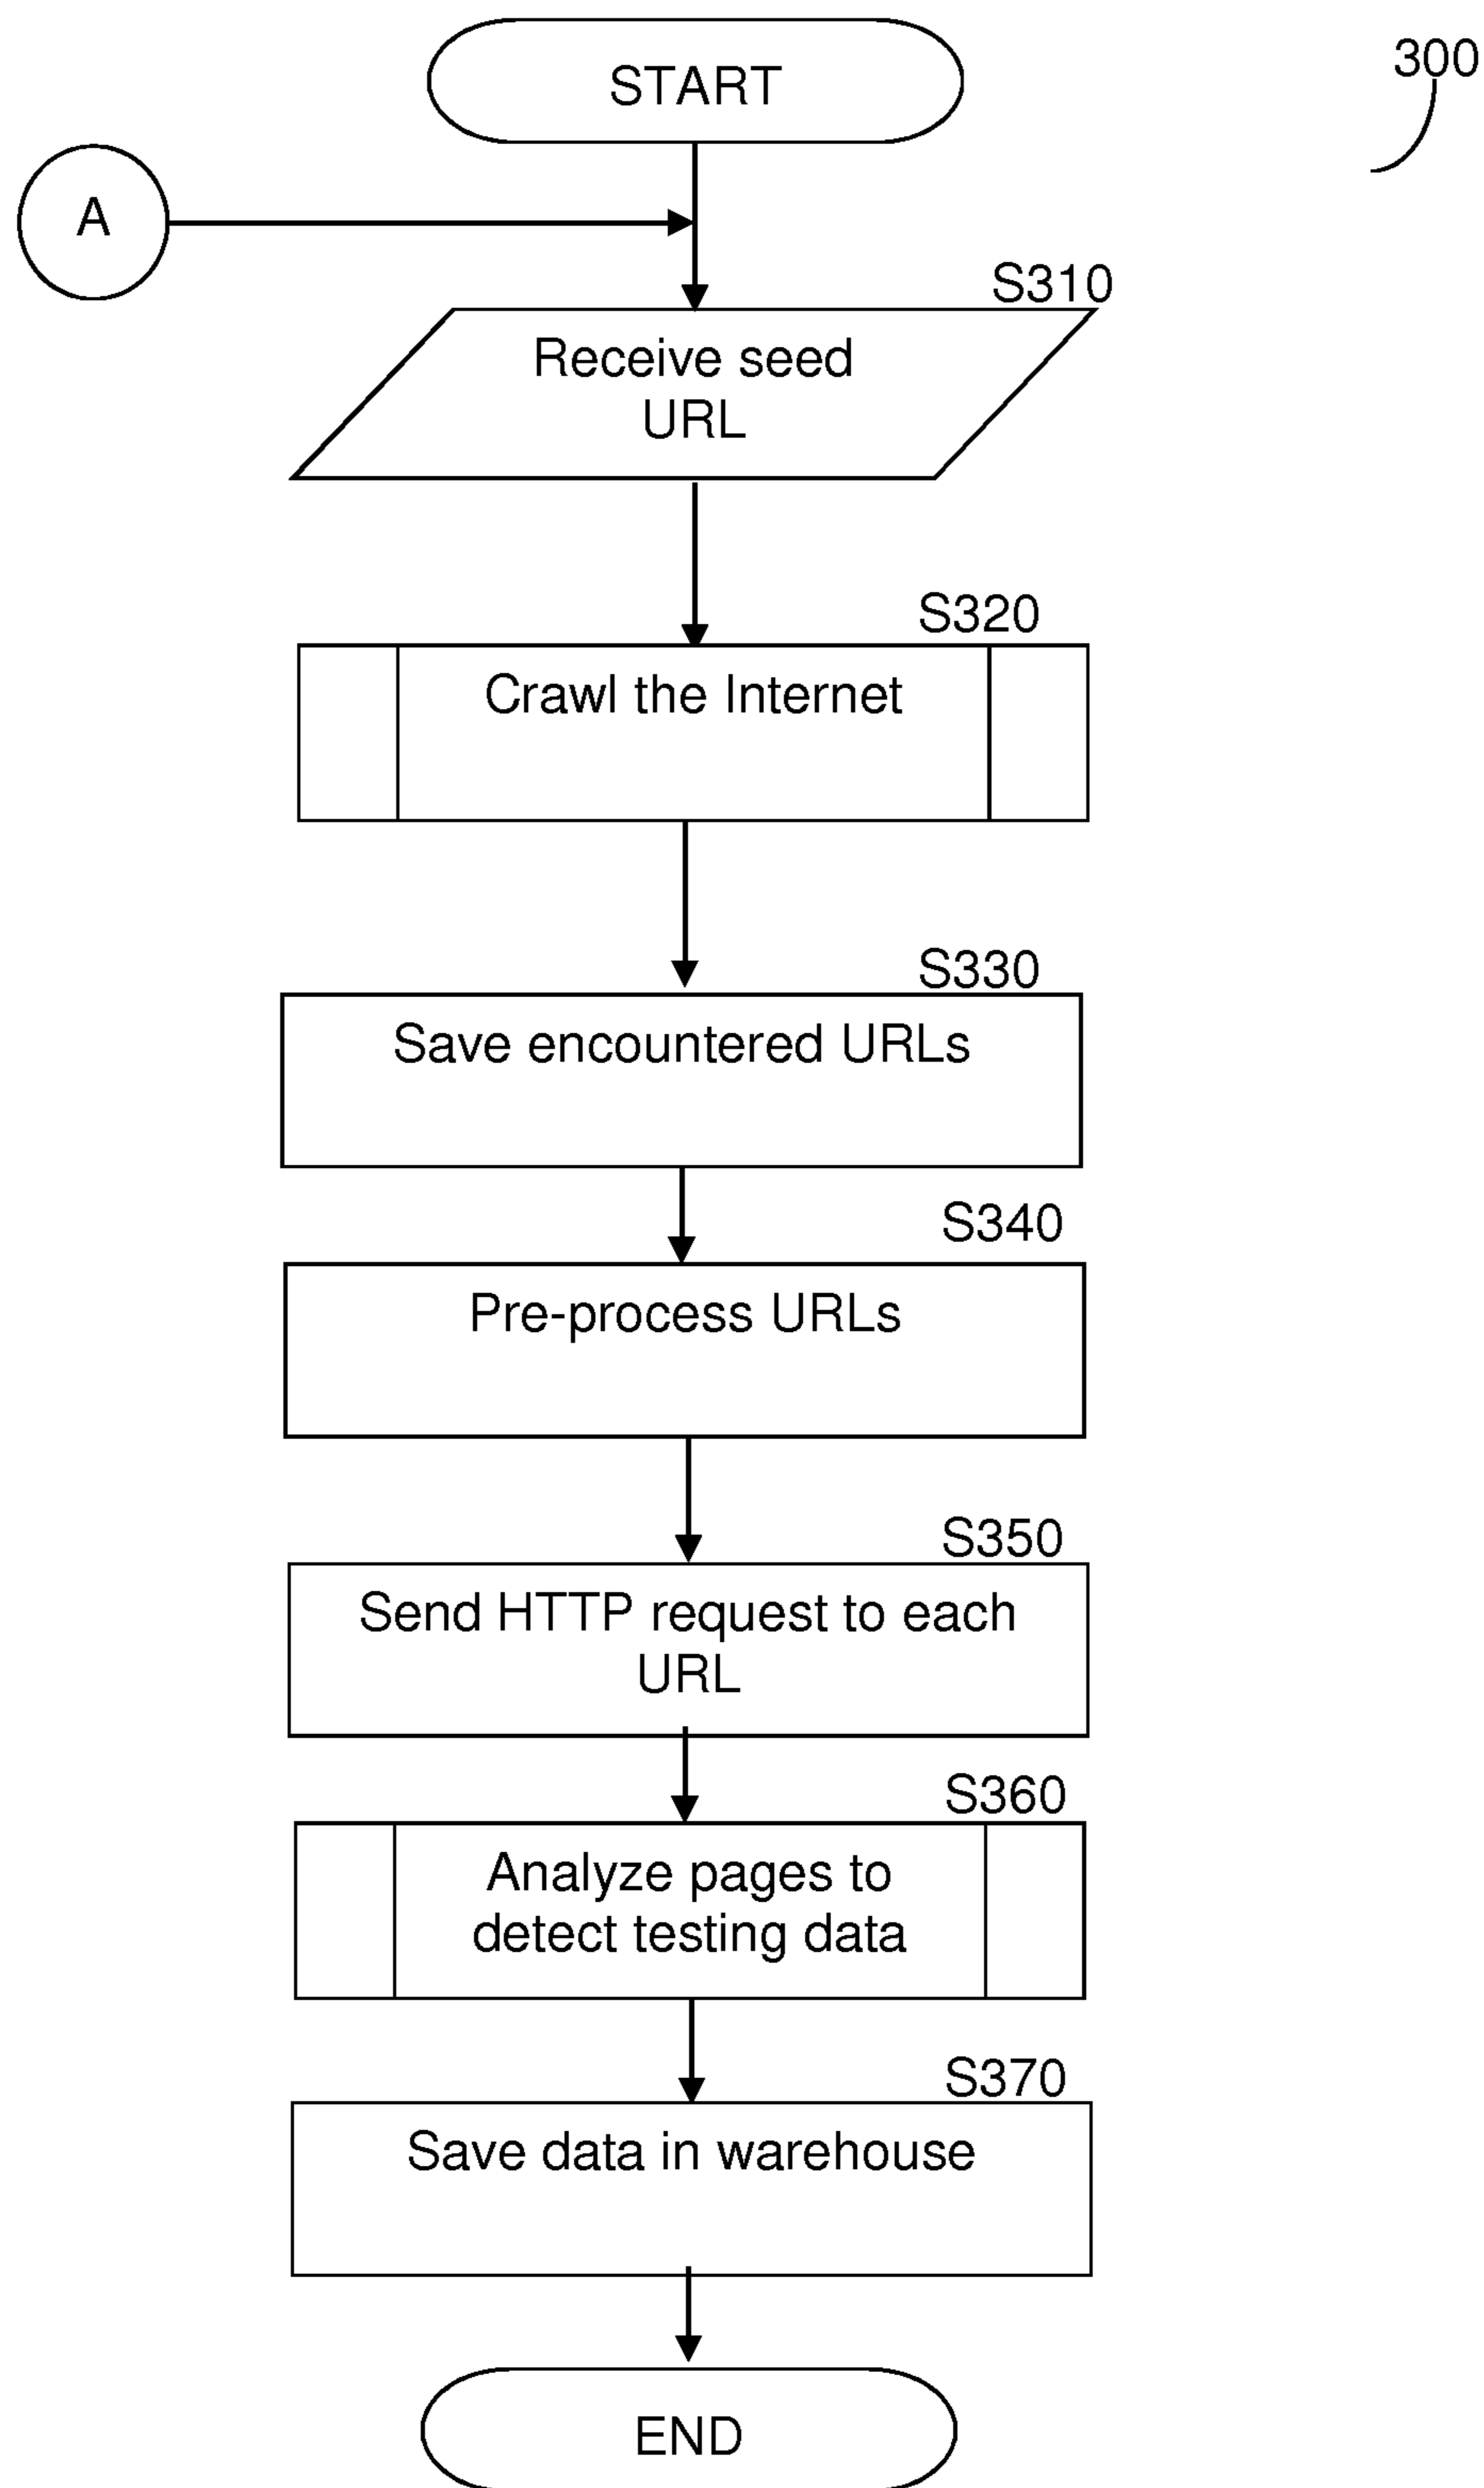 START
300
A
S310
Receive seed
URL
S320
Crawl the Internet
S330
Save encountered URLs
S340
Pre-process URLs
S350
Send HTTP request to each
URL
S360
Analyze pages to
detect testing data
S370
Save data in warehouse
END